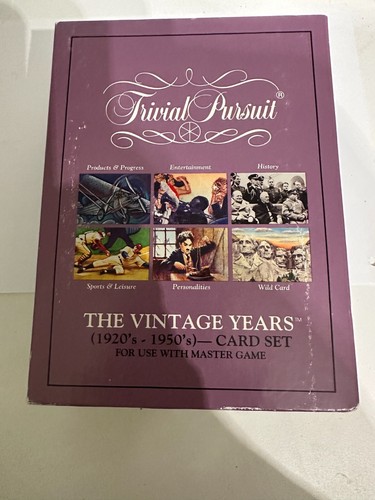 Trivial Pursuit®
Products & Progress Entertainment History
Sports & Leisure Personalities Wild Card
THE VINTAGE YEARS™
(1920's - 1950's) — CARD SET
FOR USE WITH MASTER GAME